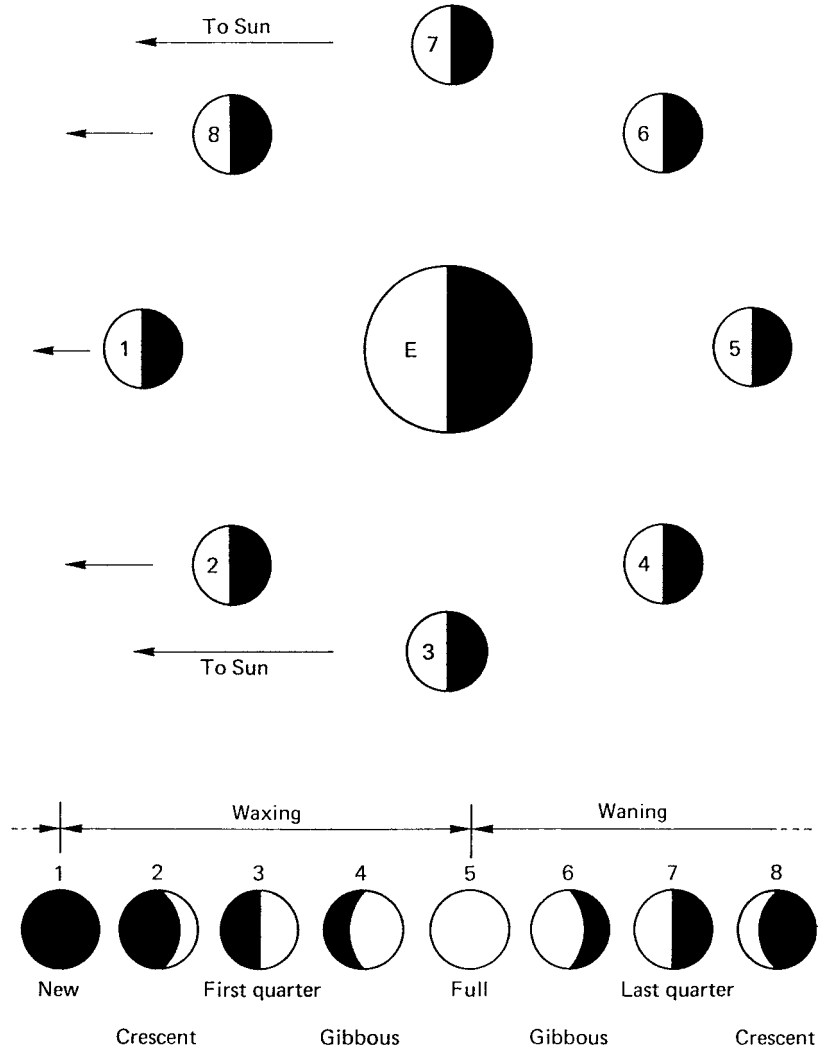 To Sun
7
8
6
1
E
5
2
4
3
To Sun
Waxing
Waning
1 2 3 4 5 6 7 8
New First quarter Full Last quarter
Crescent Gibbous Gibbous Crescent